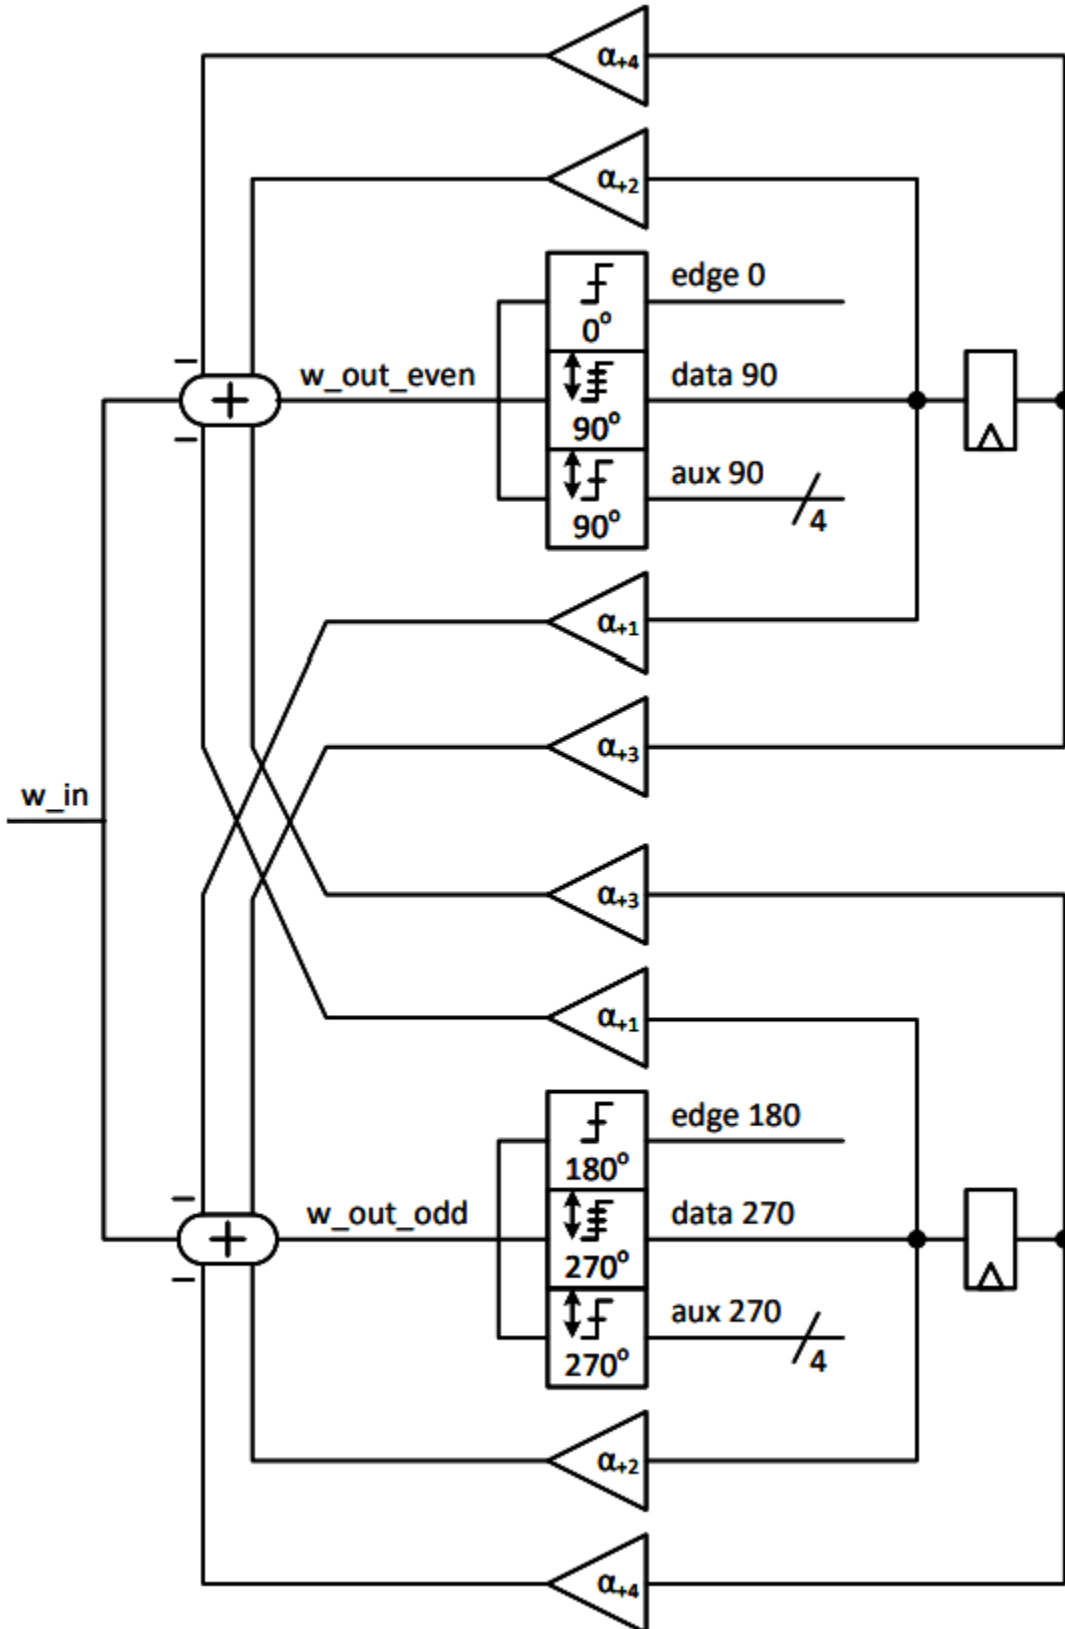 α+4
α+2
edge 0
0°
w_out_even
data 90
90°
aux 90
90°
4
α+1
α+3
w_in
α+3
α+1
edge 180
180°
w_out_odd
data 270
270°
aux 270
270°
4
α+2
α+4